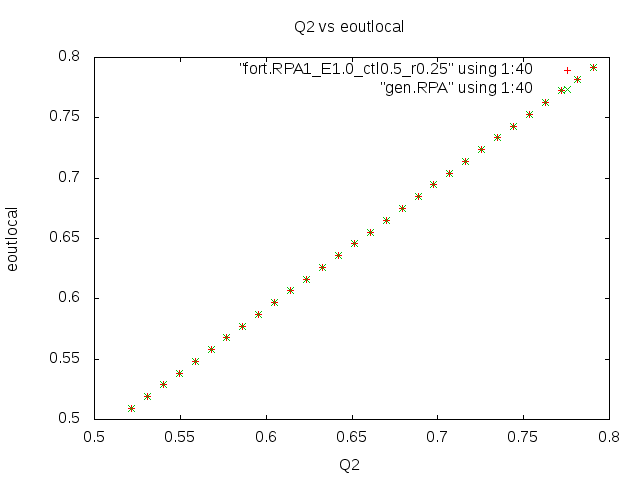 Q2 vs eoutlocal
"fort.RPA1_E1.0_ctl0.5_r0.25" using 1:40
"gen.RPA" using 1:40
0.8
0.75
0.7
0.65
0.6
0.55
0.5
eoutlocal
0.5 0.55 0.6 0.65 0.7 0.75 0.8
Q2